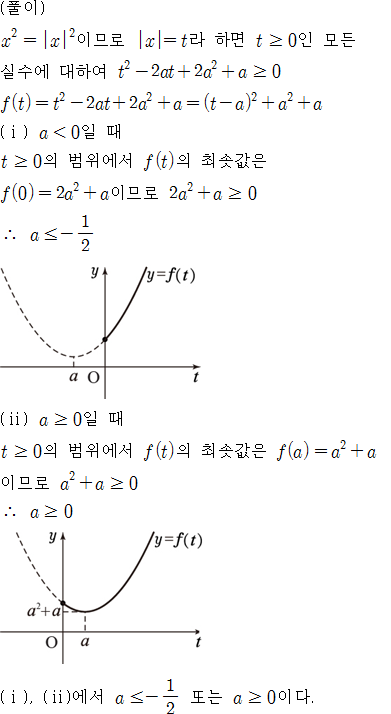 (풀이)
x² = |x|²이므로 |x|=t라 하면 t ≥ 0인 모든
실수에 대하여 t² − 2at + 2a² + a ≥ 0
f(t) = t² − 2at + 2a² + a = (t − a)² + a² + a
(ⅰ) a < 0일 때
t ≥ 0의 범위에서 f(t)의 최솟값은
f(0) = 2a² + a이므로 2a² + a ≥ 0
∴ a ≤ −1/2
y y=f(t)
a O t
(ⅱ) a ≥ 0일 때
t ≥ 0의 범위에서 f(t)의 최솟값은 f(a) = a² + a
이므로 a² + a ≥ 0
∴ a ≥ 0
y y=f(t)
a²+a
O a t
(ⅰ), (ⅱ)에서 a ≤ −1/2 또는 a ≥ 0이다.